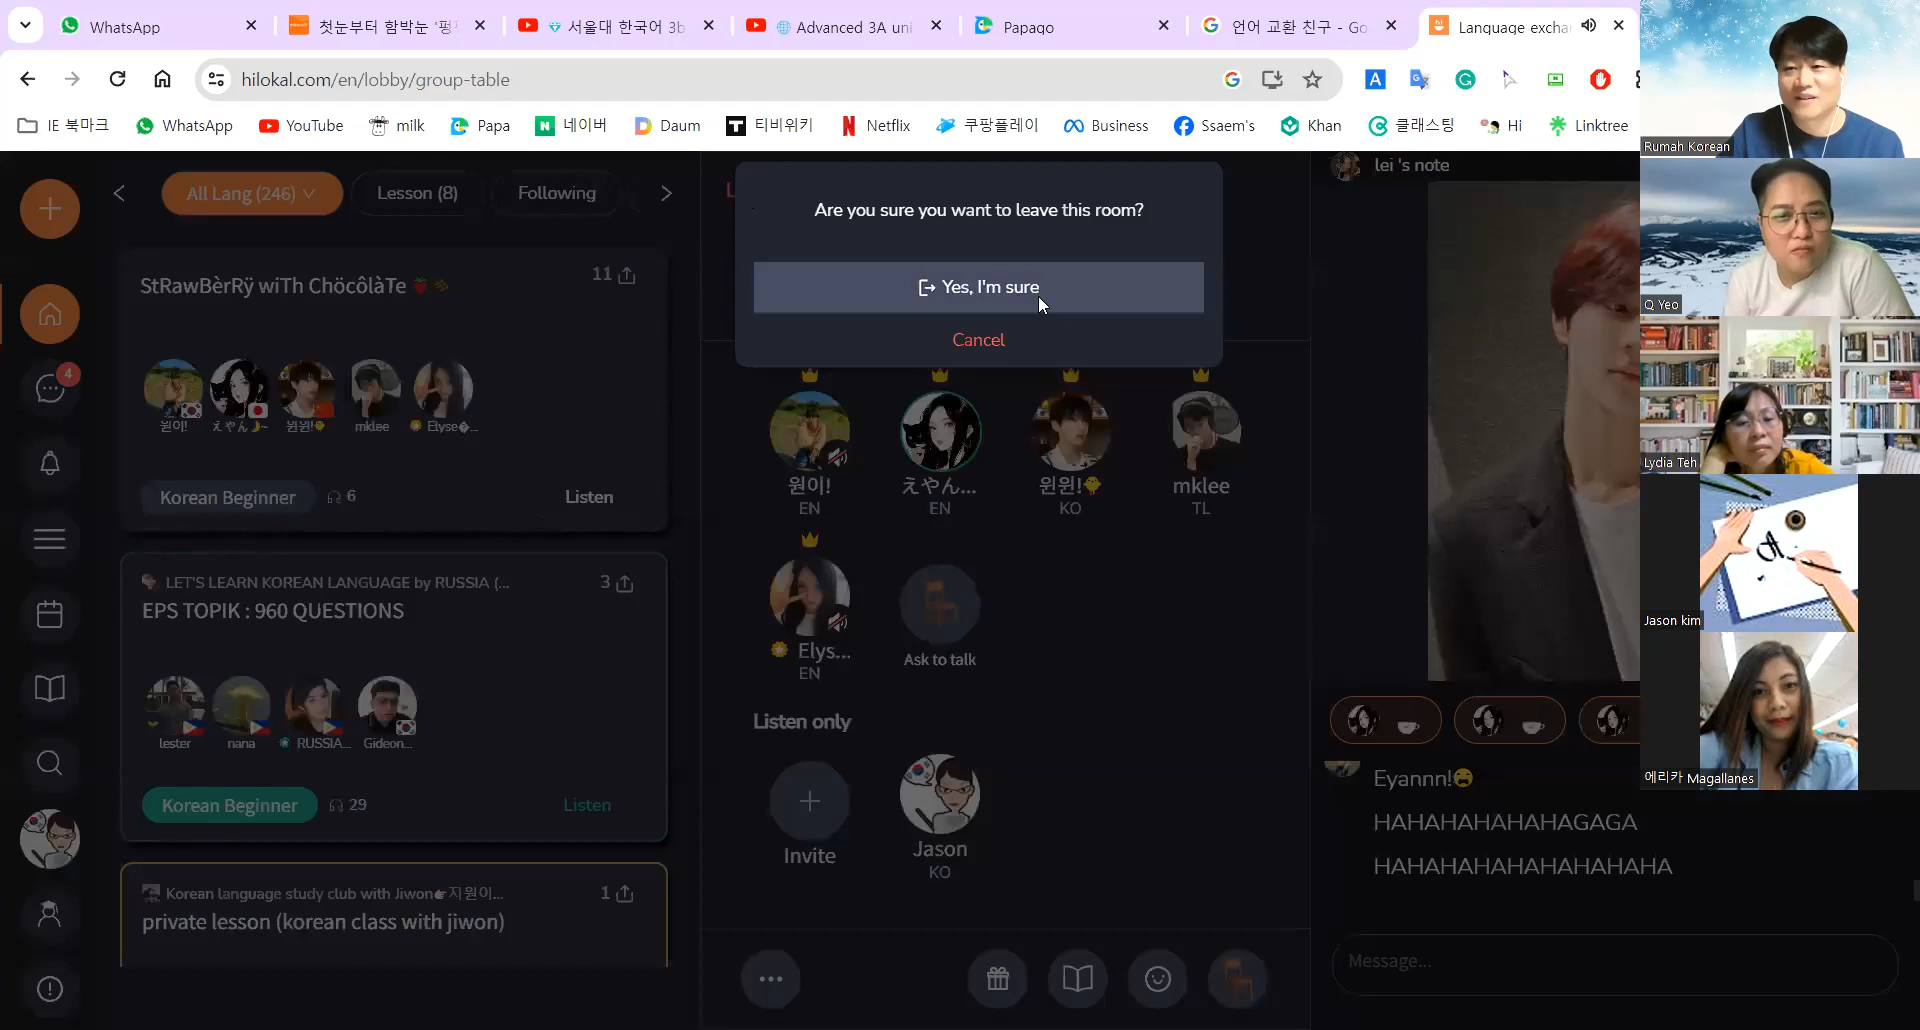 WhatsApp
첫눈부터 함박눈 '펑
서울대 한국어 3b
Advanced 3A uni
Papago
언어 교환 친구 - Go
Language excha
hilokal.com/en/lobby/group-table
IE 북마크
WhatsApp
YouTube
milk
Papa
네이버
Daum
티비위키
Netflix
쿠팡플레이
Business
Ssaem's
Khan
클래스팅
Hi
Linktree
All Lang (246)
Lesson (8)
Following
StRawBèrRÿ wiTh ChöcôlàTe
11
원이!
えやん🌙~
윈윈!🐥
mklee
Elyse
Korean Beginner
6
Listen
LET'S LEARN KOREAN LANGUAGE by RUSSIA (...
3
EPS TOPIK : 960 QUESTIONS
lester
nana
RUSSIA...
Gideon...
Korean Beginner
29
Listen
Korean language study club with Jiwon☛지원이...
1
private lesson (korean class with jiwon)
4
Are you sure you want to leave this room?
Yes, I'm sure
Cancel
원이!
EN
えやん...
EN
윈윈!🐥
KO
mklee
TL
Elys...
EN
Ask to talk
Listen only
Invite
Jason
KO
lei 's note
Eyannn!
HAHAHAHAHAHAGAGA
HAHAHAHAHAHAHAHAHA
Message...
Rumah Korean
Q Yeo
Lydia Teh
Jason kim
에리카 Magallanes